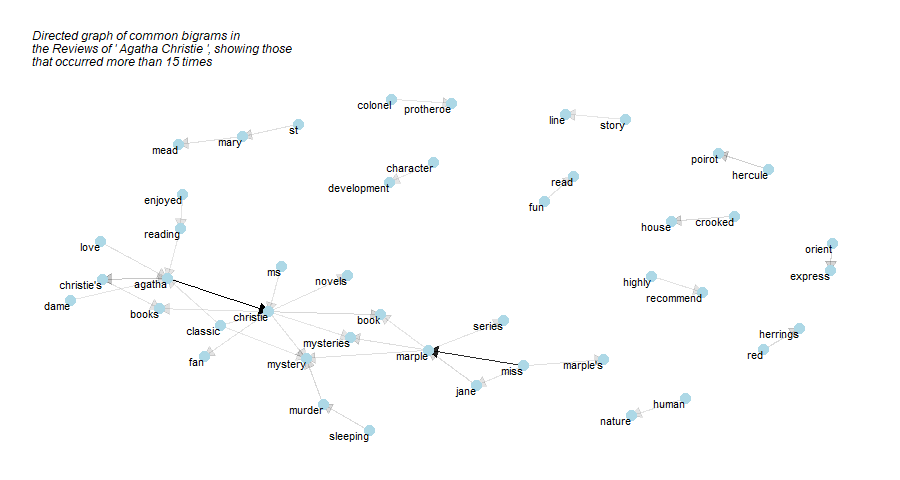 Directed graph of common bigrams in
the Reviews of ' Agatha Christie ', showing those
that occurred more than 15 times
colonel
protheroe
line
story
st
mary
mead
character
development
poirot
hercule
read
fun
enjoyed
reading
house
crooked
love
orient
express
ms
novels
christie's
agatha
dame
highly
recommend
books
christie
book
series
classic
mysteries
herrings
red
fan
mystery
marple
miss
marple's
jane
murder
human
nature
sleeping